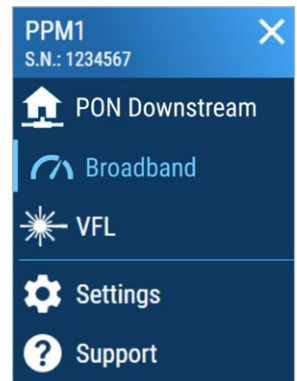 PPM1
S.N.: 1234567
PON Downstream
Broadband
VFL
Settings
? Support